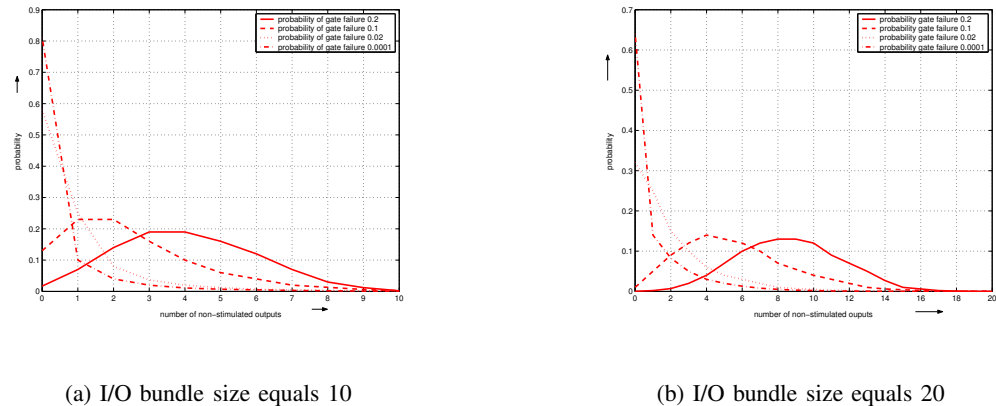 probability of gate failure 0.2
probability of gate failure 0.1
probability of gate failure 0.02
probability of gate failure 0.0001
0.9
0.8
0.7
0.6
0.5
0.4
0.3
0.2
0.1
0
probability
0 1 2 3 4 5 6 7 8 9 10
number of non−stimulated outputs
(a) I/O bundle size equals 10
probability gate failure 0.2
probability gate failure 0.1
probability gate failure 0.02
probability gate failure 0.0001
0.7
0.6
0.5
0.4
0.3
0.2
0.1
0
probability
0 2 4 6 8 10 12 14 16 18 20
number of non−stimulated oputputs
(b) I/O bundle size equals 20